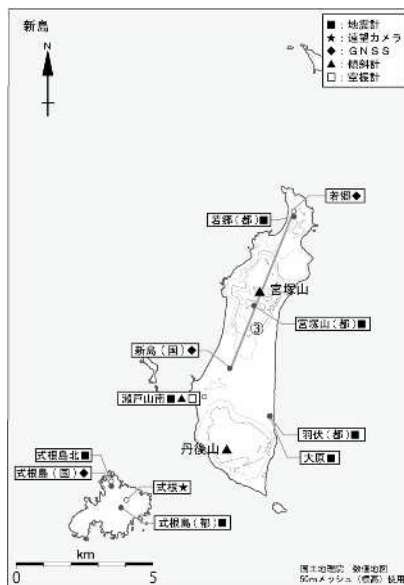 新島
■：地震計
★：遠望カメラ
◆：GNSS
▲：傾斜計
□：空振計
N
若郷◆
若郷（都）■
宮塚山
宮塚山（都）■
③
新島（国）◆
瀬戸山南■▲□
羽伏（都）■
丹後山
大原■
式根島北■
式根島（国）◆
式根★
式根島（都）■
km
0
5
国土地理院 数値地図
50mメッシュ（標高）使用